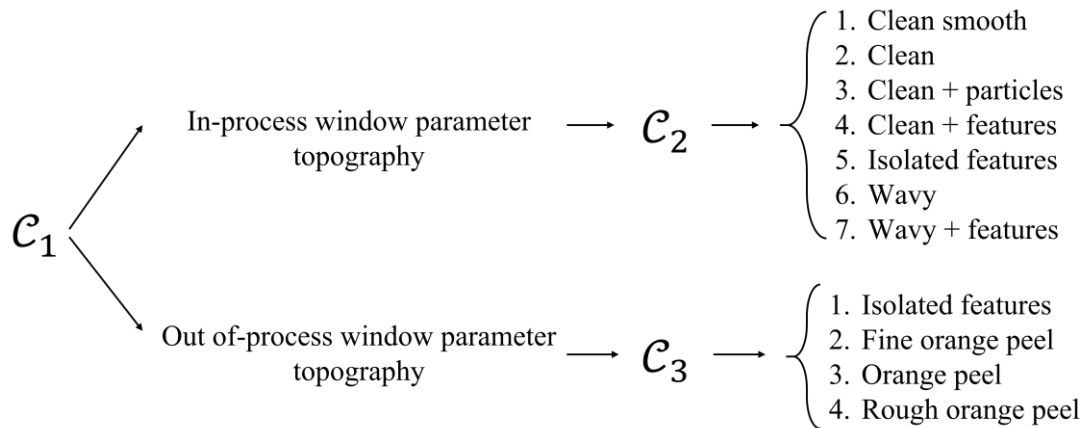 C₁
In-process window parameter
topography
C₂
1. Clean smooth
2. Clean
3. Clean + particles
4. Clean + features
5. Isolated features
6. Wavy
7. Wavy + features
Out of-process window parameter
topography
C₃
1. Isolated features
2. Fine orange peel
3. Orange peel
4. Rough orange peel